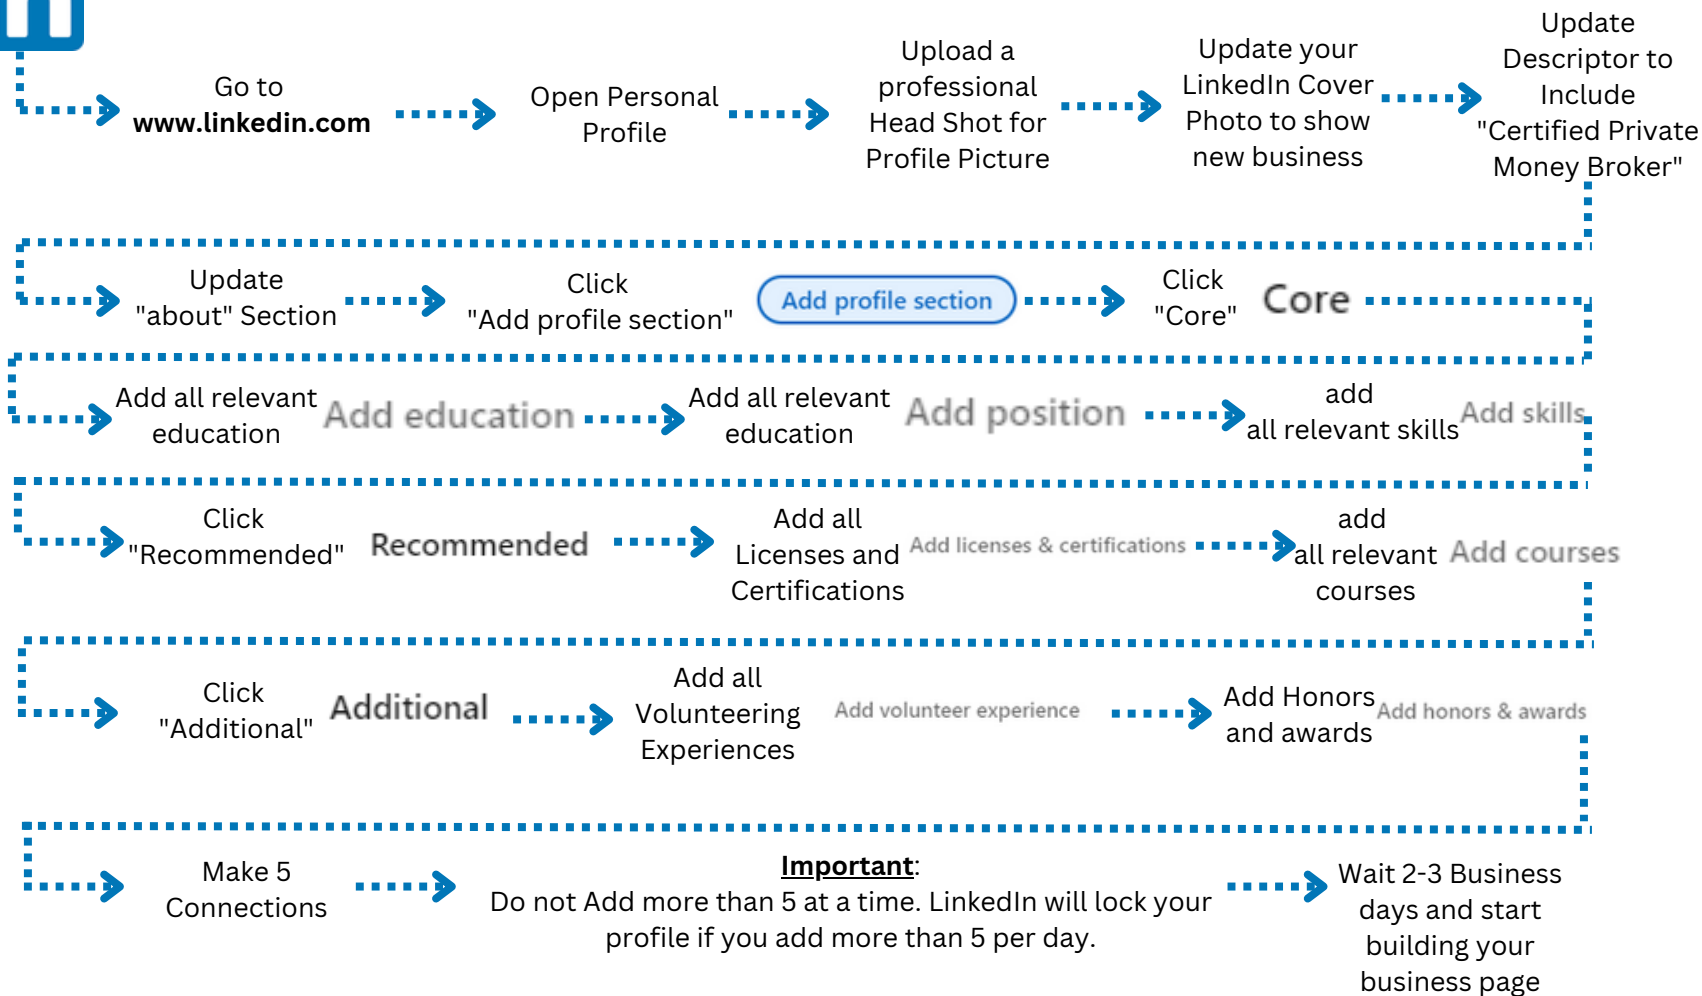 Go to
www.linkedin.com
Open Personal
Profile
Upload a
professional
Head Shot for
Profile Picture
Update your
LinkedIn Cover
Photo to show
new business
Update
Descriptor to
Include
"Certified Private
Money Broker"
Update
"about" Section
Click
"Add profile section"
Add profile section
Click
"Core"
Core
Add all relevant
education
Add education
Add all relevant
education
Add position
add
all relevant skills
Add skills
Click
"Recommended"
Recommended
Add all
Licenses and
Certifications
Add licenses & certifications
add
all relevant
courses
Add courses
Click
"Additional"
Additional
Add all
Volunteering
Experiences
Add volunteer experience
Add Honors
and awards
Add honors & awards
Make 5
Connections
Important:
Do not Add more than 5 at a time. LinkedIn will lock your
profile if you add more than 5 per day.
Wait 2-3 Business
days and start
building your
business page